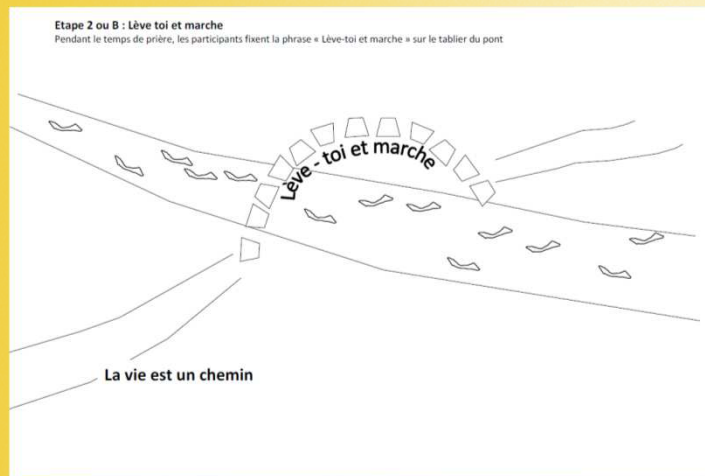 Etape 2 ou B : Lève toi et marche
Pendant le temps de prière, les participants fixent la phrase « Lève-toi et marche » sur le tablier du pont
Lève - toi et marche
La vie est un chemin